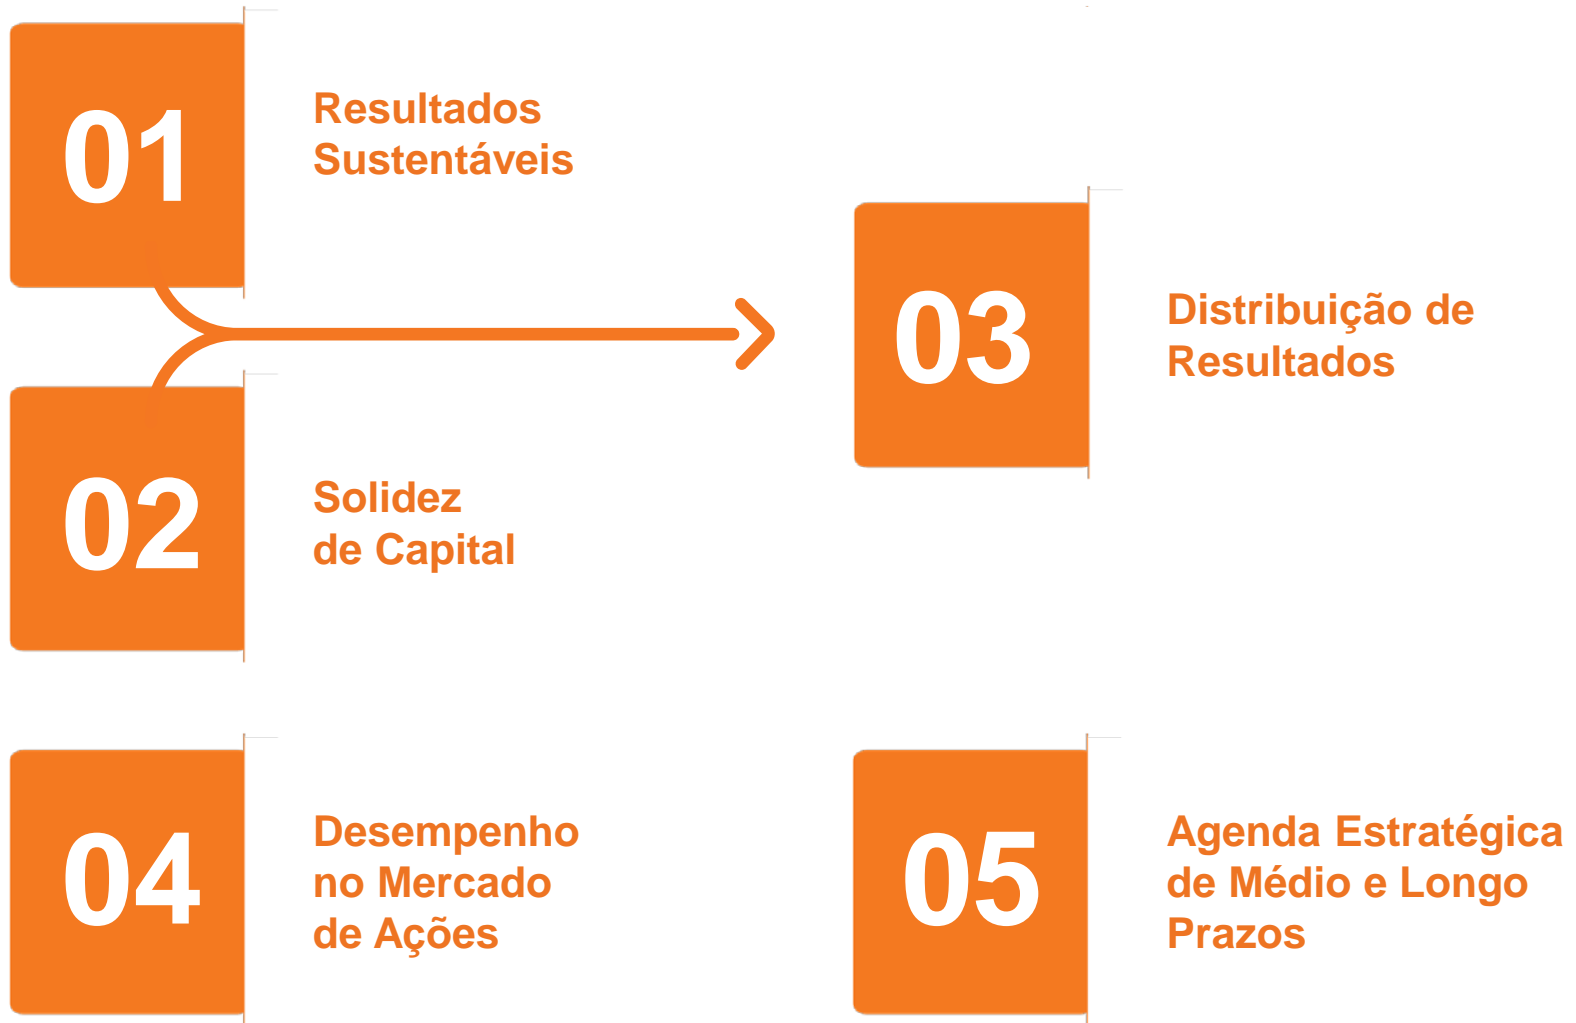 01
Resultados
Sustentáveis
02
Solidez
de Capital
03
Distribuição de
Resultados
04
Desempenho
no Mercado
de Ações
05
Agenda Estratégica
de Médio e Longo
Prazos